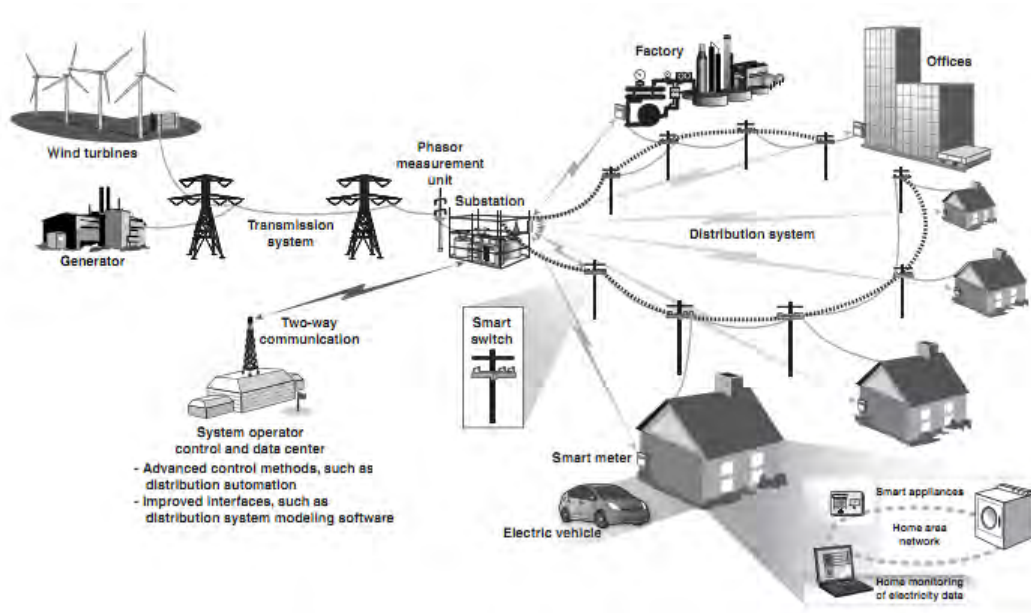 Factory
Offices
Wind turbines
Phasor
measurement
unit
Substation
Transmission
system
Generator
Distribution system
Two-way
communication
Smart
switch
System operator
control and data center
- Advanced control methods, such as
distribution automation
- Improved interfaces, such as
distribution system modeling software
Smart meter
Electric vehicle
Smart appliances
Home area
network
Home monitoring
of electricity data